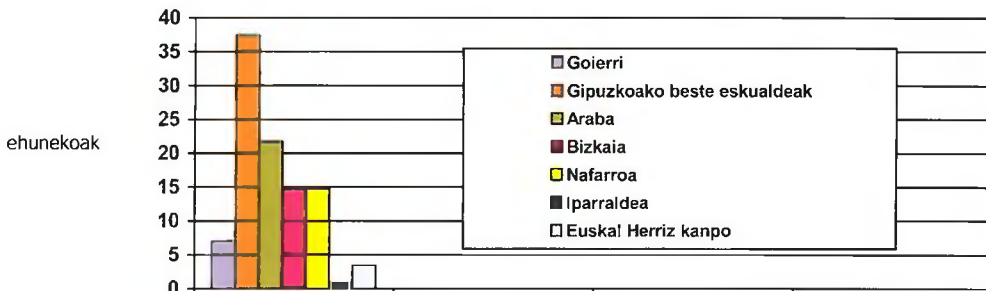 40
35
30
25
20
15
10
5
0
ehunekoak
Goierri
Gipuzkoako beste eskualdeak
Araba
Bizkaia
Nafarroa
Iparraldea
Euskal Herriz kanpo